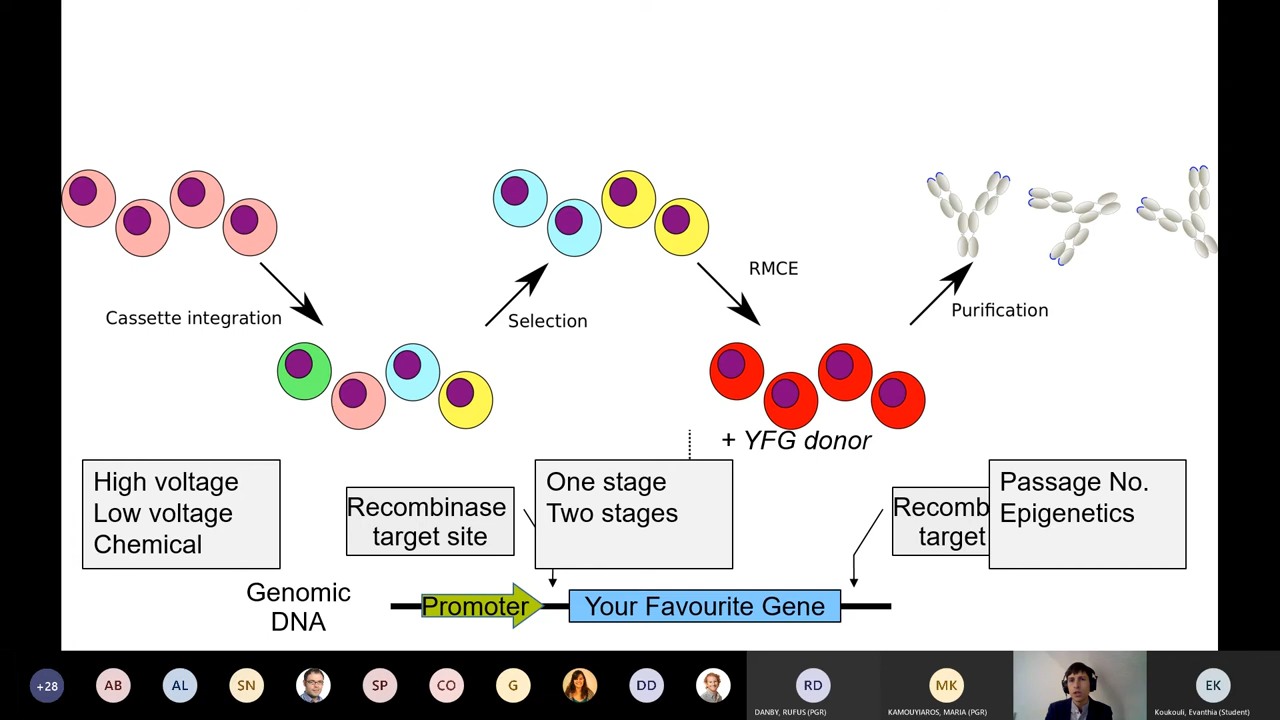 RMCE
Cassette integration
Selection
Purification
+ YFG donor
High voltage
Low voltage
Chemical
Recombinase
target site
One stage
Two stages
Recomb
target
Passage No.
Epigenetics
Genomic
DNA
Promoter
Your Favourite Gene
+28
AB
AL
SN
SP
CO
G
DD
RD
DANBY, RUFUS (PGR)
MK
KAMOUYIAROS, MARIA (PGR)
EK
Koukouli, Evanthia (Student)